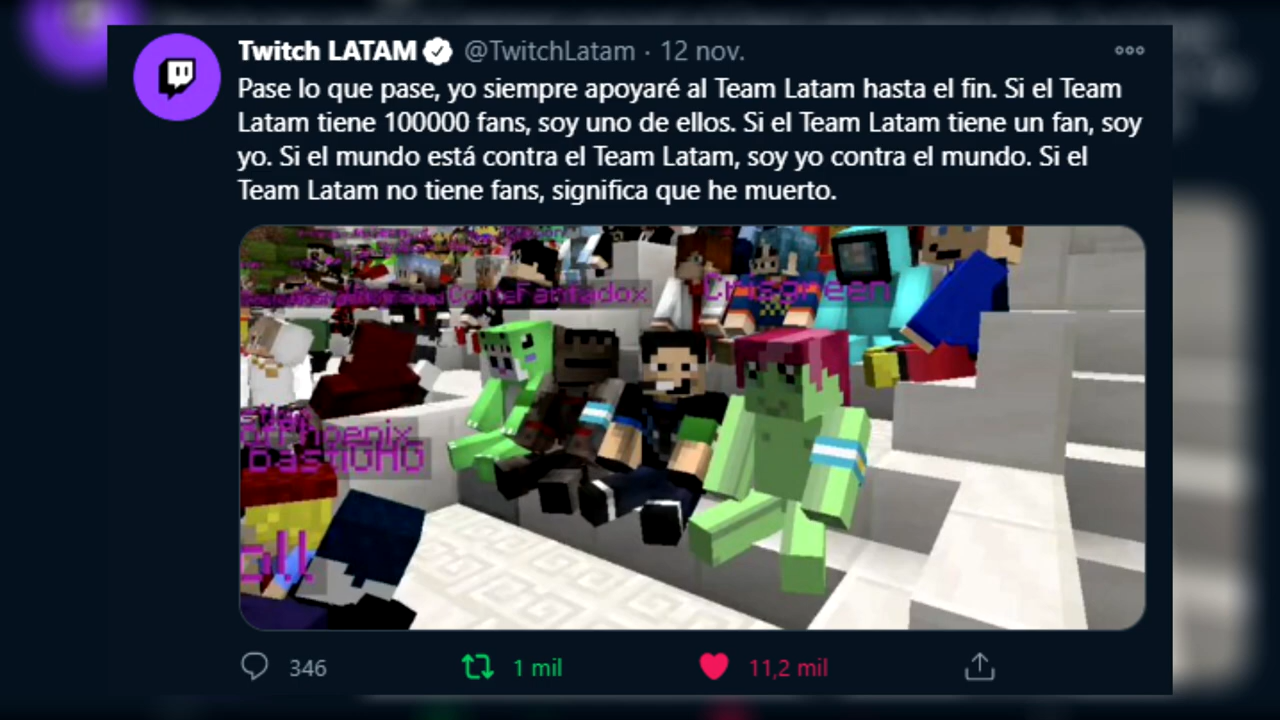 Twitch LATAM @TwitchLatam · 12 nov.
Pase lo que pase, yo siempre apoyaré al Team Latam hasta el fin. Si el Team
Latam tiene 100000 fans, soy uno de ellos. Si el Team Latam tiene un fan, soy
yo. Si el mundo está contra el Team Latam, soy yo contra el mundo. Si el
Team Latam no tiene fans, significa que he muerto.
Crisgreen
346 1 mil 11,2 mil